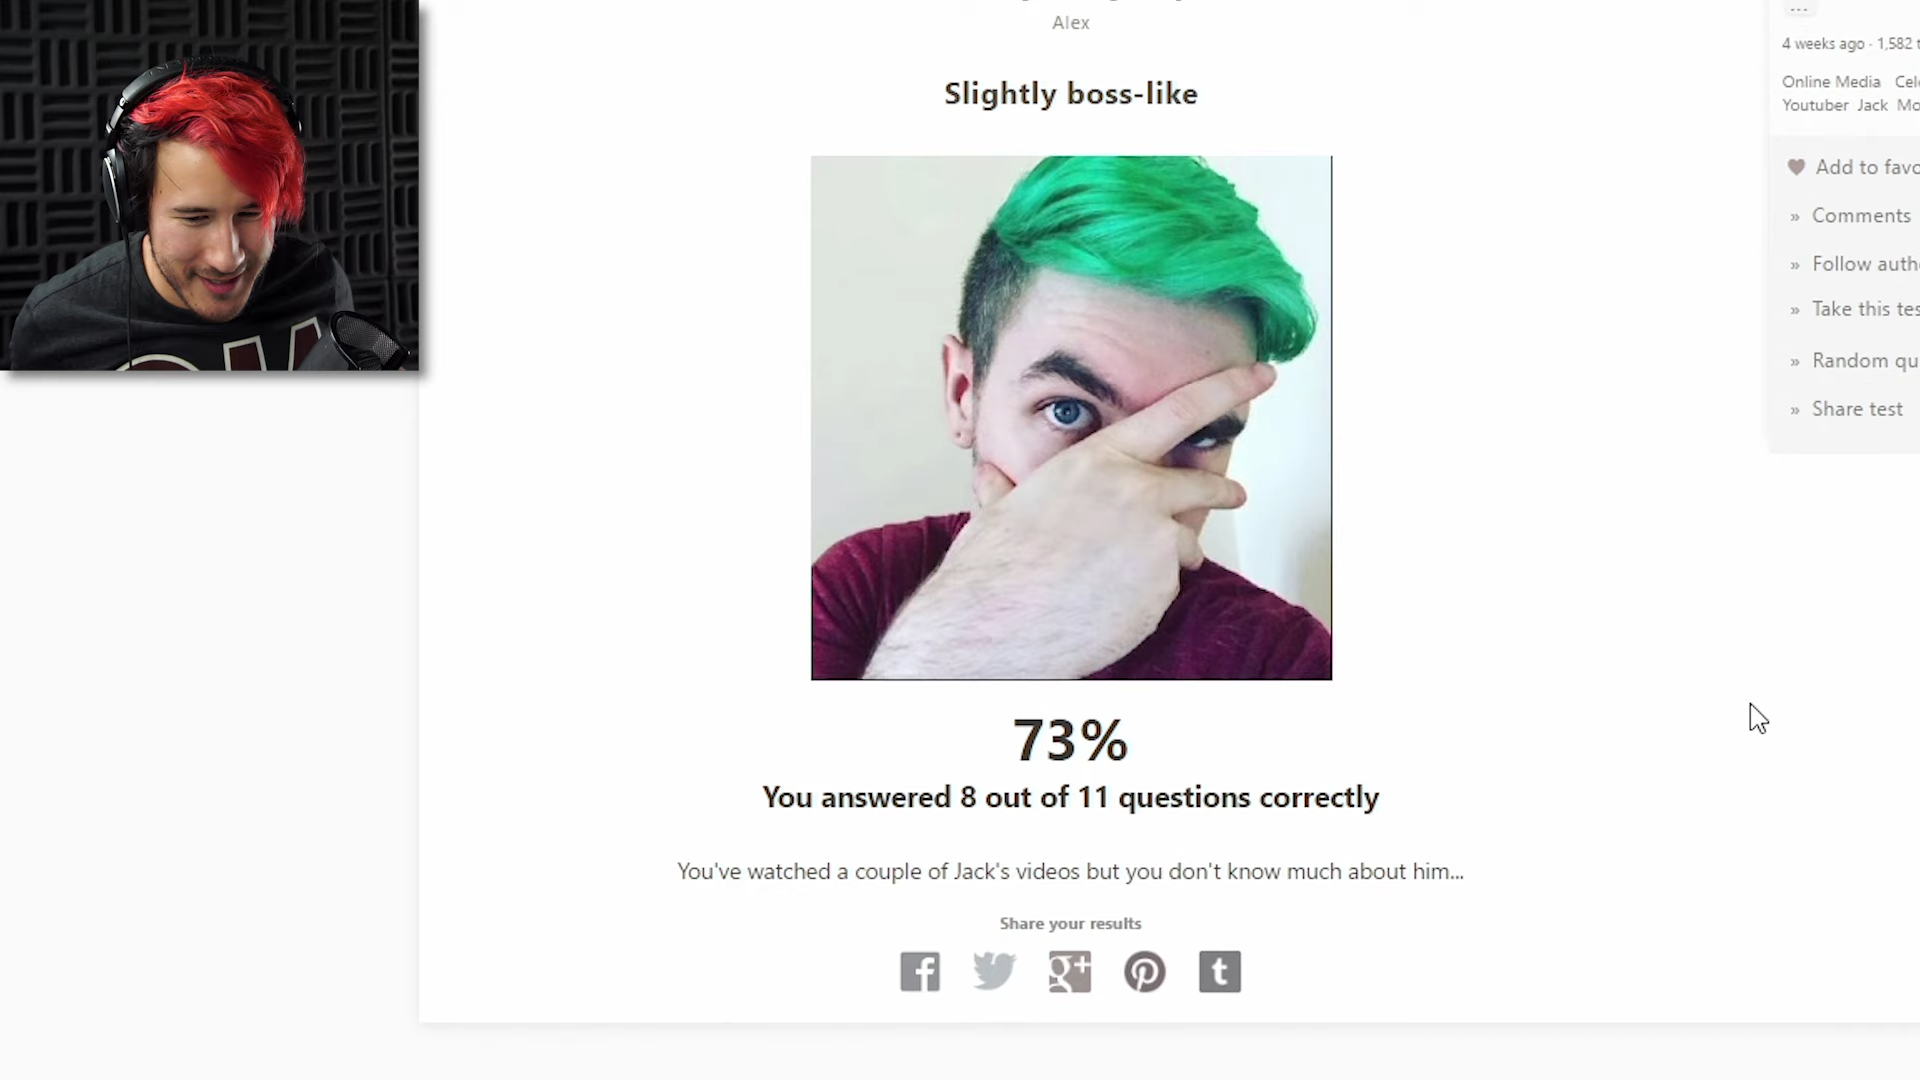 Alex
Slightly boss-like
73%
You answered 8 out of 11 questions correctly
You've watched a couple of Jack's videos but you don't know much about him...
Share your results
...
4 weeks ago · 1,582
Online Media
Youtuber Jack
Add to
Comments
Follow
Take this
Random
Share test